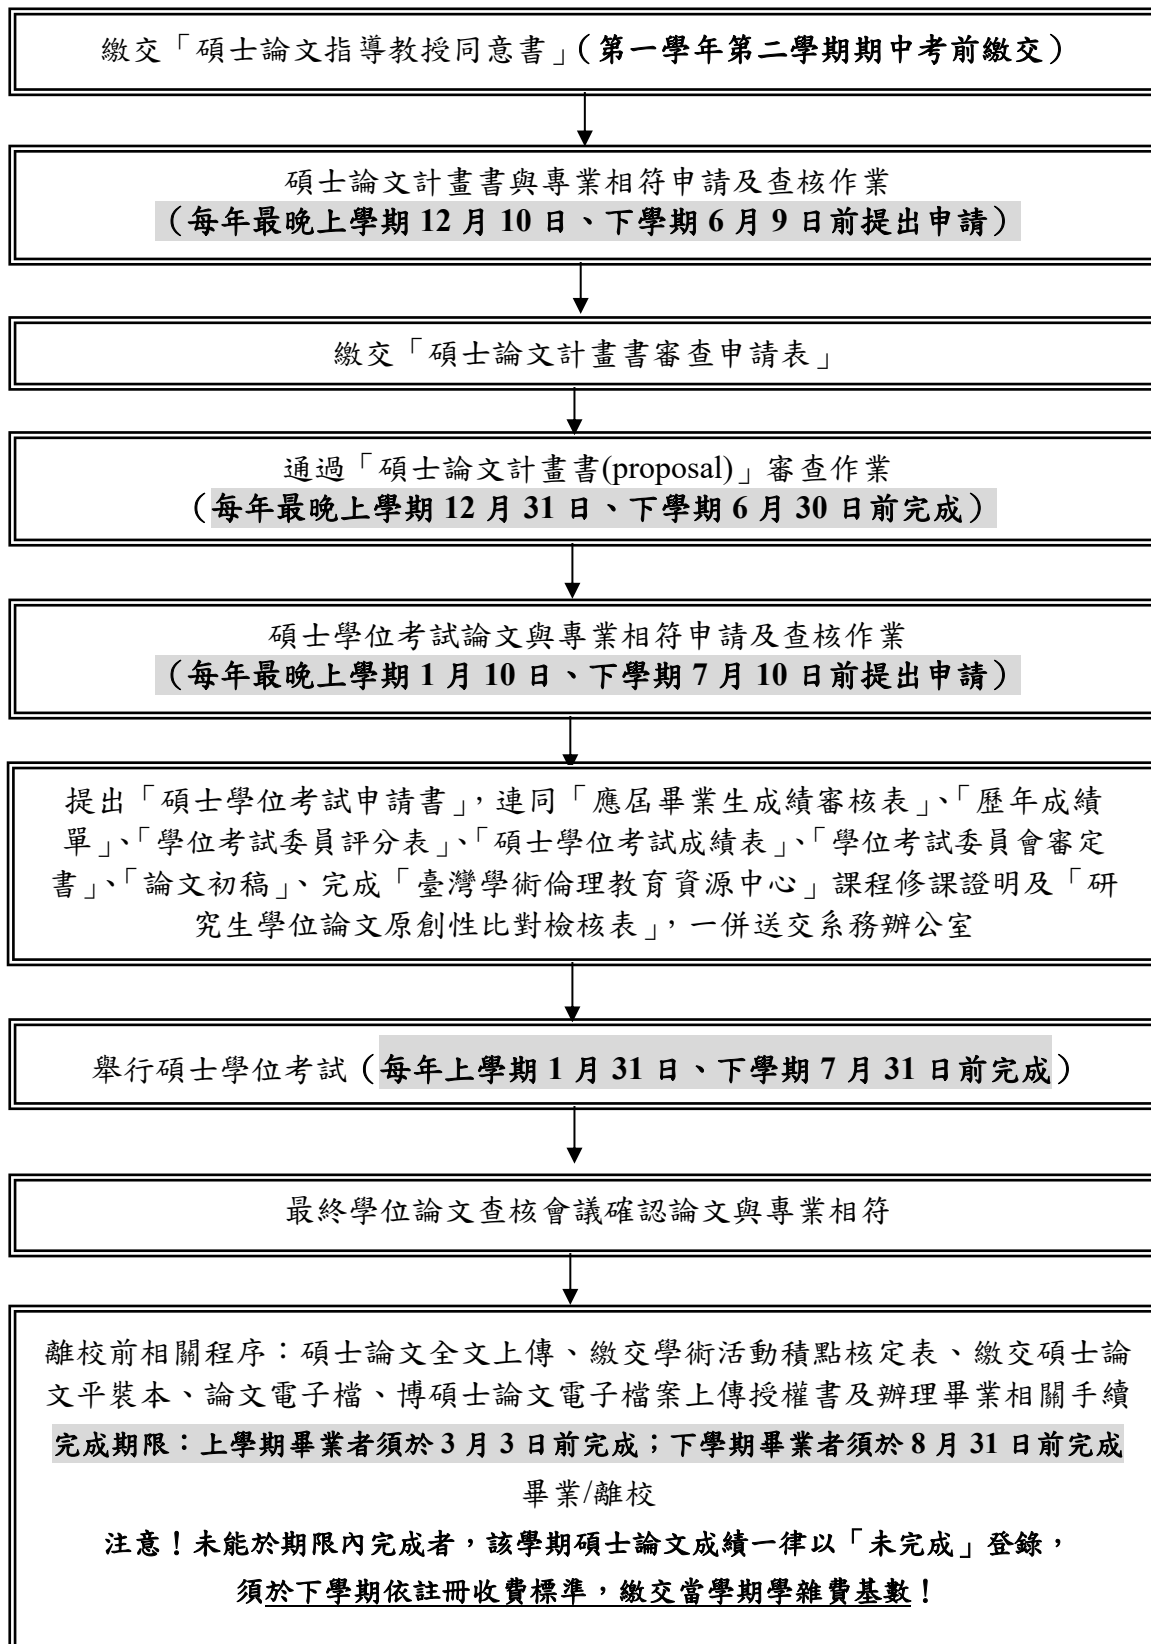 繳交「碩士論文指導教授同意書」(第一學年第二學期期中考前繳交)
碩士論文計畫書與專業相符申請及查核作業
(每年最晚上學期 12 月 10 日、下學期 6 月 9 日前提出申請)
繳交「碩士論文計畫書審查申請表」
通過「碩士論文計畫書(proposal)」審查作業
(每年最晚上學期 12 月 31 日、下學期 6 月 30 日前完成)
碩士學位考試論文與專業相符申請及查核作業
(每年最晚上學期 1 月 10 日、下學期 7 月 10 日前提出申請)
提出「碩士學位考試申請書」,連同「應屆畢業生成績審核表」、「歷年成績
單」、「學位考試委員評分表」、「碩士學位考試成績表」、「學位考試委員會審定
書」、「論文初稿」、完成「臺灣學術倫理教育資源中心」課程修課證明及「研
究生學位論文原創性比對檢核表」,一併送交系務辦公室
舉行碩士學位考試(每年上學期 1 月 31 日、下學期 7 月 31 日前完成)
最終學位論文查核會議確認論文與專業相符
離校前相關程序:碩士論文全文上傳、繳交學術活動積點核定表、繳交碩士論
文平裝本、論文電子檔、博碩士論文電子檔案上傳授權書及辦理畢業相關手續
完成期限:上學期畢業者須於 3 月 3 日前完成;下學期畢業者須於 8 月 31 日前完成
畢業/離校
注意!未能於期限內完成者,該學期碩士論文成績一律以「未完成」登錄,
須於下學期依註冊收費標準,繳交當學期學雜費基數!